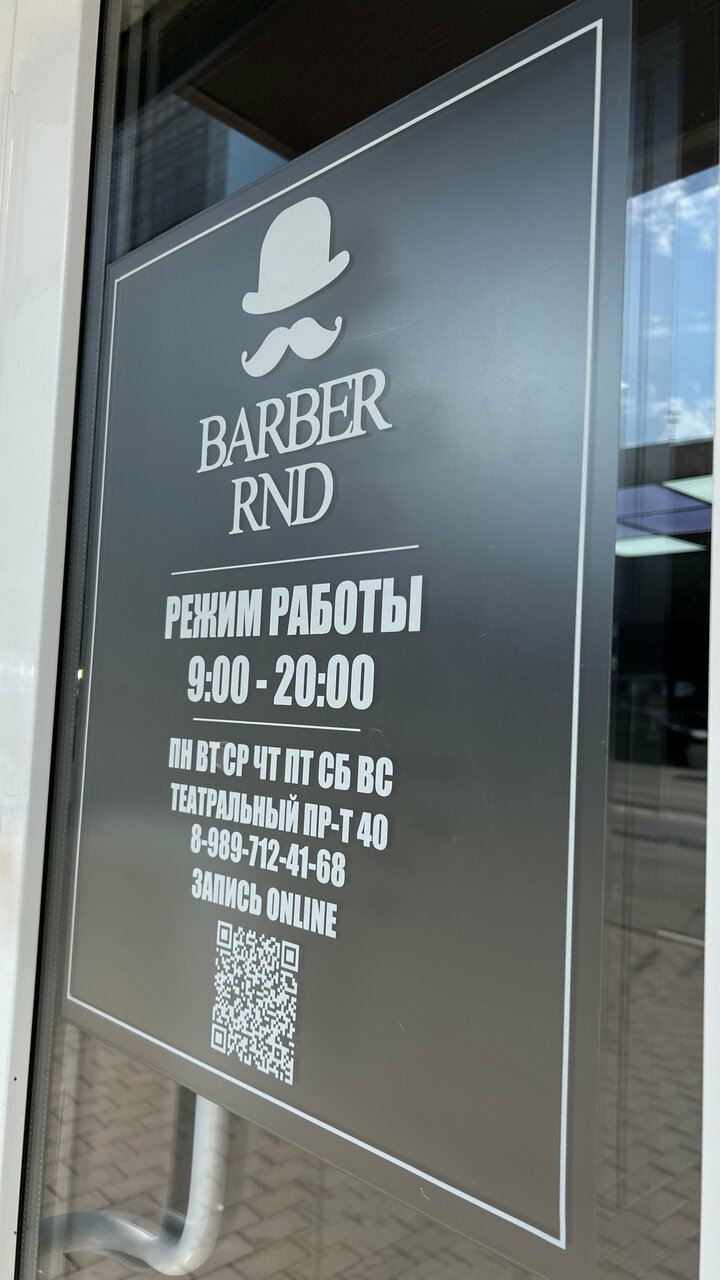 BARBER
RND
РЕЖИМ РАБОТЫ
9:00 - 20:00
ПН ВТ СР ЧТ ПТ СБ ВС
ТЕАТРАЛЬНЫЙ ПР-Т 40
8-989-712-41-68
ЗАПИСЬ ONLINE